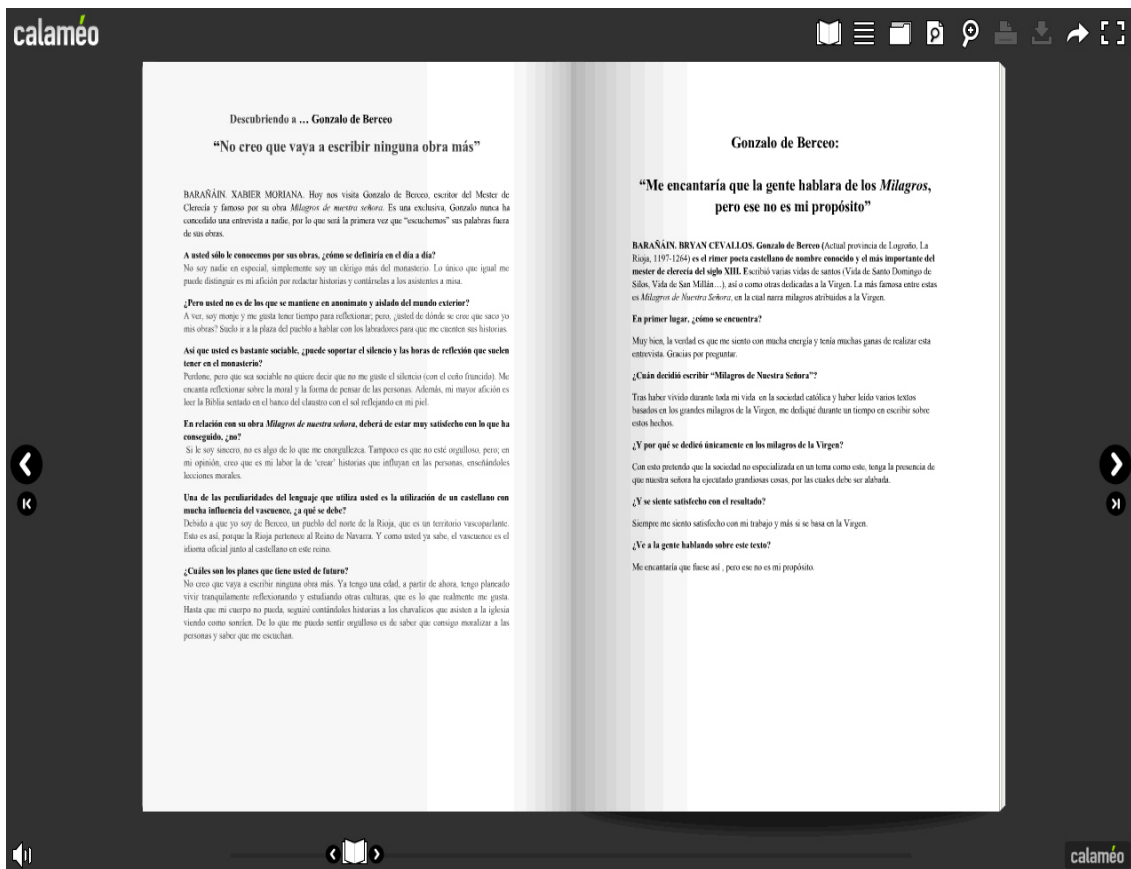 calaméo
Descubriendo a … Gonzalo de Berceo
“No creo que vaya a escribir ninguna obra más”
BARAÑÁIN. XABIER MORIANA. Hoy nos visita Gonzalo de Berceo, escritor del Mester de
Clerecía y famoso por su obra Milagros de nuestra señora. Es una exclusiva, Gonzalo nunca ha
concedido una entrevista a nadie, por lo que será la primera vez que “escuchemos” sus palabras fuera
de sus obras.
A usted sólo le conocemos por sus obras, ¿cómo se definiría en el día a día?
No soy nadie en especial, simplemente soy un clérigo más del monasterio. Lo único que igual me
puede distinguir es mi afición por redactar historias y contárselas a los asistentes a misa.
¿Pero usted no es de los que se mantiene en anonimato y aislado del mundo exterior?
A ver, soy monje y me gusta tener tiempo para reflexionar; pero, ¿usted de dónde se cree que saco yo
mis obras? Suelo ir a la plaza del pueblo a hablar con los labradores para que me cuenten sus historias.
Así que usted es bastante sociable, ¿puede soportar el silencio y las horas de reflexión que suelen
tener en el monasterio?
Perdone, pero que sea sociable no quiere decir que no me guste el silencio (con el ceño fruncido). Me
encanta reflexionar sobre la moral y la forma de pensar de las personas. Además, mi mayor afición es
leer la Biblia sentado en el banco del claustro con el sol reflejando en mi piel.
En relación con su obra Milagros de nuestra señora, deberá de estar muy satisfecho con lo que ha
conseguido, ¿no?
Si le soy sincero, no es algo de lo que me enorgullezca. Tampoco es que no esté orgulloso, pero; en
mi opinión, creo que es mi labor la de ‘crear’ historias que influyan en las personas, enseñándoles
lecciones morales.
Una de las peculiaridades del lenguaje que utiliza usted es la utilización de un castellano con
mucha influencia del vascuence, ¿a qué se debe?
Debido a que yo soy de Berceo, un pueblo del norte de la Rioja, que es un territorio vascoparlante.
Esto es así, porque la Rioja pertenece al Reino de Navarra. Y como usted ya sabe, el vascuence es el
idioma oficial junto al castellano en este reino.
¿Cuáles son los planes que tiene usted de futuro?
No creo que vaya a escribir ninguna obra más. Ya tengo una edad, a partir de ahora, tengo planeado
vivir tranquilamente reflexionando y estudiando otras culturas, que es lo que realmente me gusta.
Hasta que mi cuerpo no pueda, seguiré contándoles historias a los chavalicos que asisten a la iglesia
viendo como sonríen. De lo que me puedo sentir orgulloso es de saber que consigo moralizar a las
personas y saber que me escuchan.
Gonzalo de Berceo:
“Me encantaría que la gente hablara de los Milagros,
pero ese no es mi propósito”
BARAÑÁIN. BRYAN CEVALLOS. Gonzalo de Berceo (Actual provincia de Logroño, La
Rioja, 1197-1264) es el rimer poeta castellano de nombre conocido y el más importante del
mester de clerecía del siglo XIII. Escribió varias vidas de santos (Vida de Santo Domingo de
Silos, Vida de San Millán…), así o como otras dedicadas a la Virgen. La más famosa entre estas
es Milagros de Nuestra Señora, en la cual narra milagros atribuidos a la Virgen.
En primer lugar, ¿cómo se encuentra?
Muy bien, la verdad es que me siento con mucha energía y tenía muchas ganas de realizar esta
entrevista. Gracias por preguntar.
¿Cuán decidió escribir “Milagros de Nuestra Señora”?
Tras haber vivido durante toda mi vida en la sociedad católica y haber leído varios textos
basados en los grandes milagros de la Virgen, me dediqué durante un tiempo en escribir sobre
estos hechos.
¿Y por qué se dedicó únicamente en los milagros de la Virgen?
Con esto pretendo que la sociedad no especializada en un tema como este, tenga la presencia de
que nuestra señora ha ejecutado grandiosas cosas, por las cuales debe ser alabada.
¿Y se siente satisfecho con el resultado?
Siempre me siento satisfecho con mi trabajo y más si se basa en la Virgen.
¿Ve a la gente hablando sobre este texto?
Me encantaría que fuese así , pero ese no es mi propósito.
calaméo